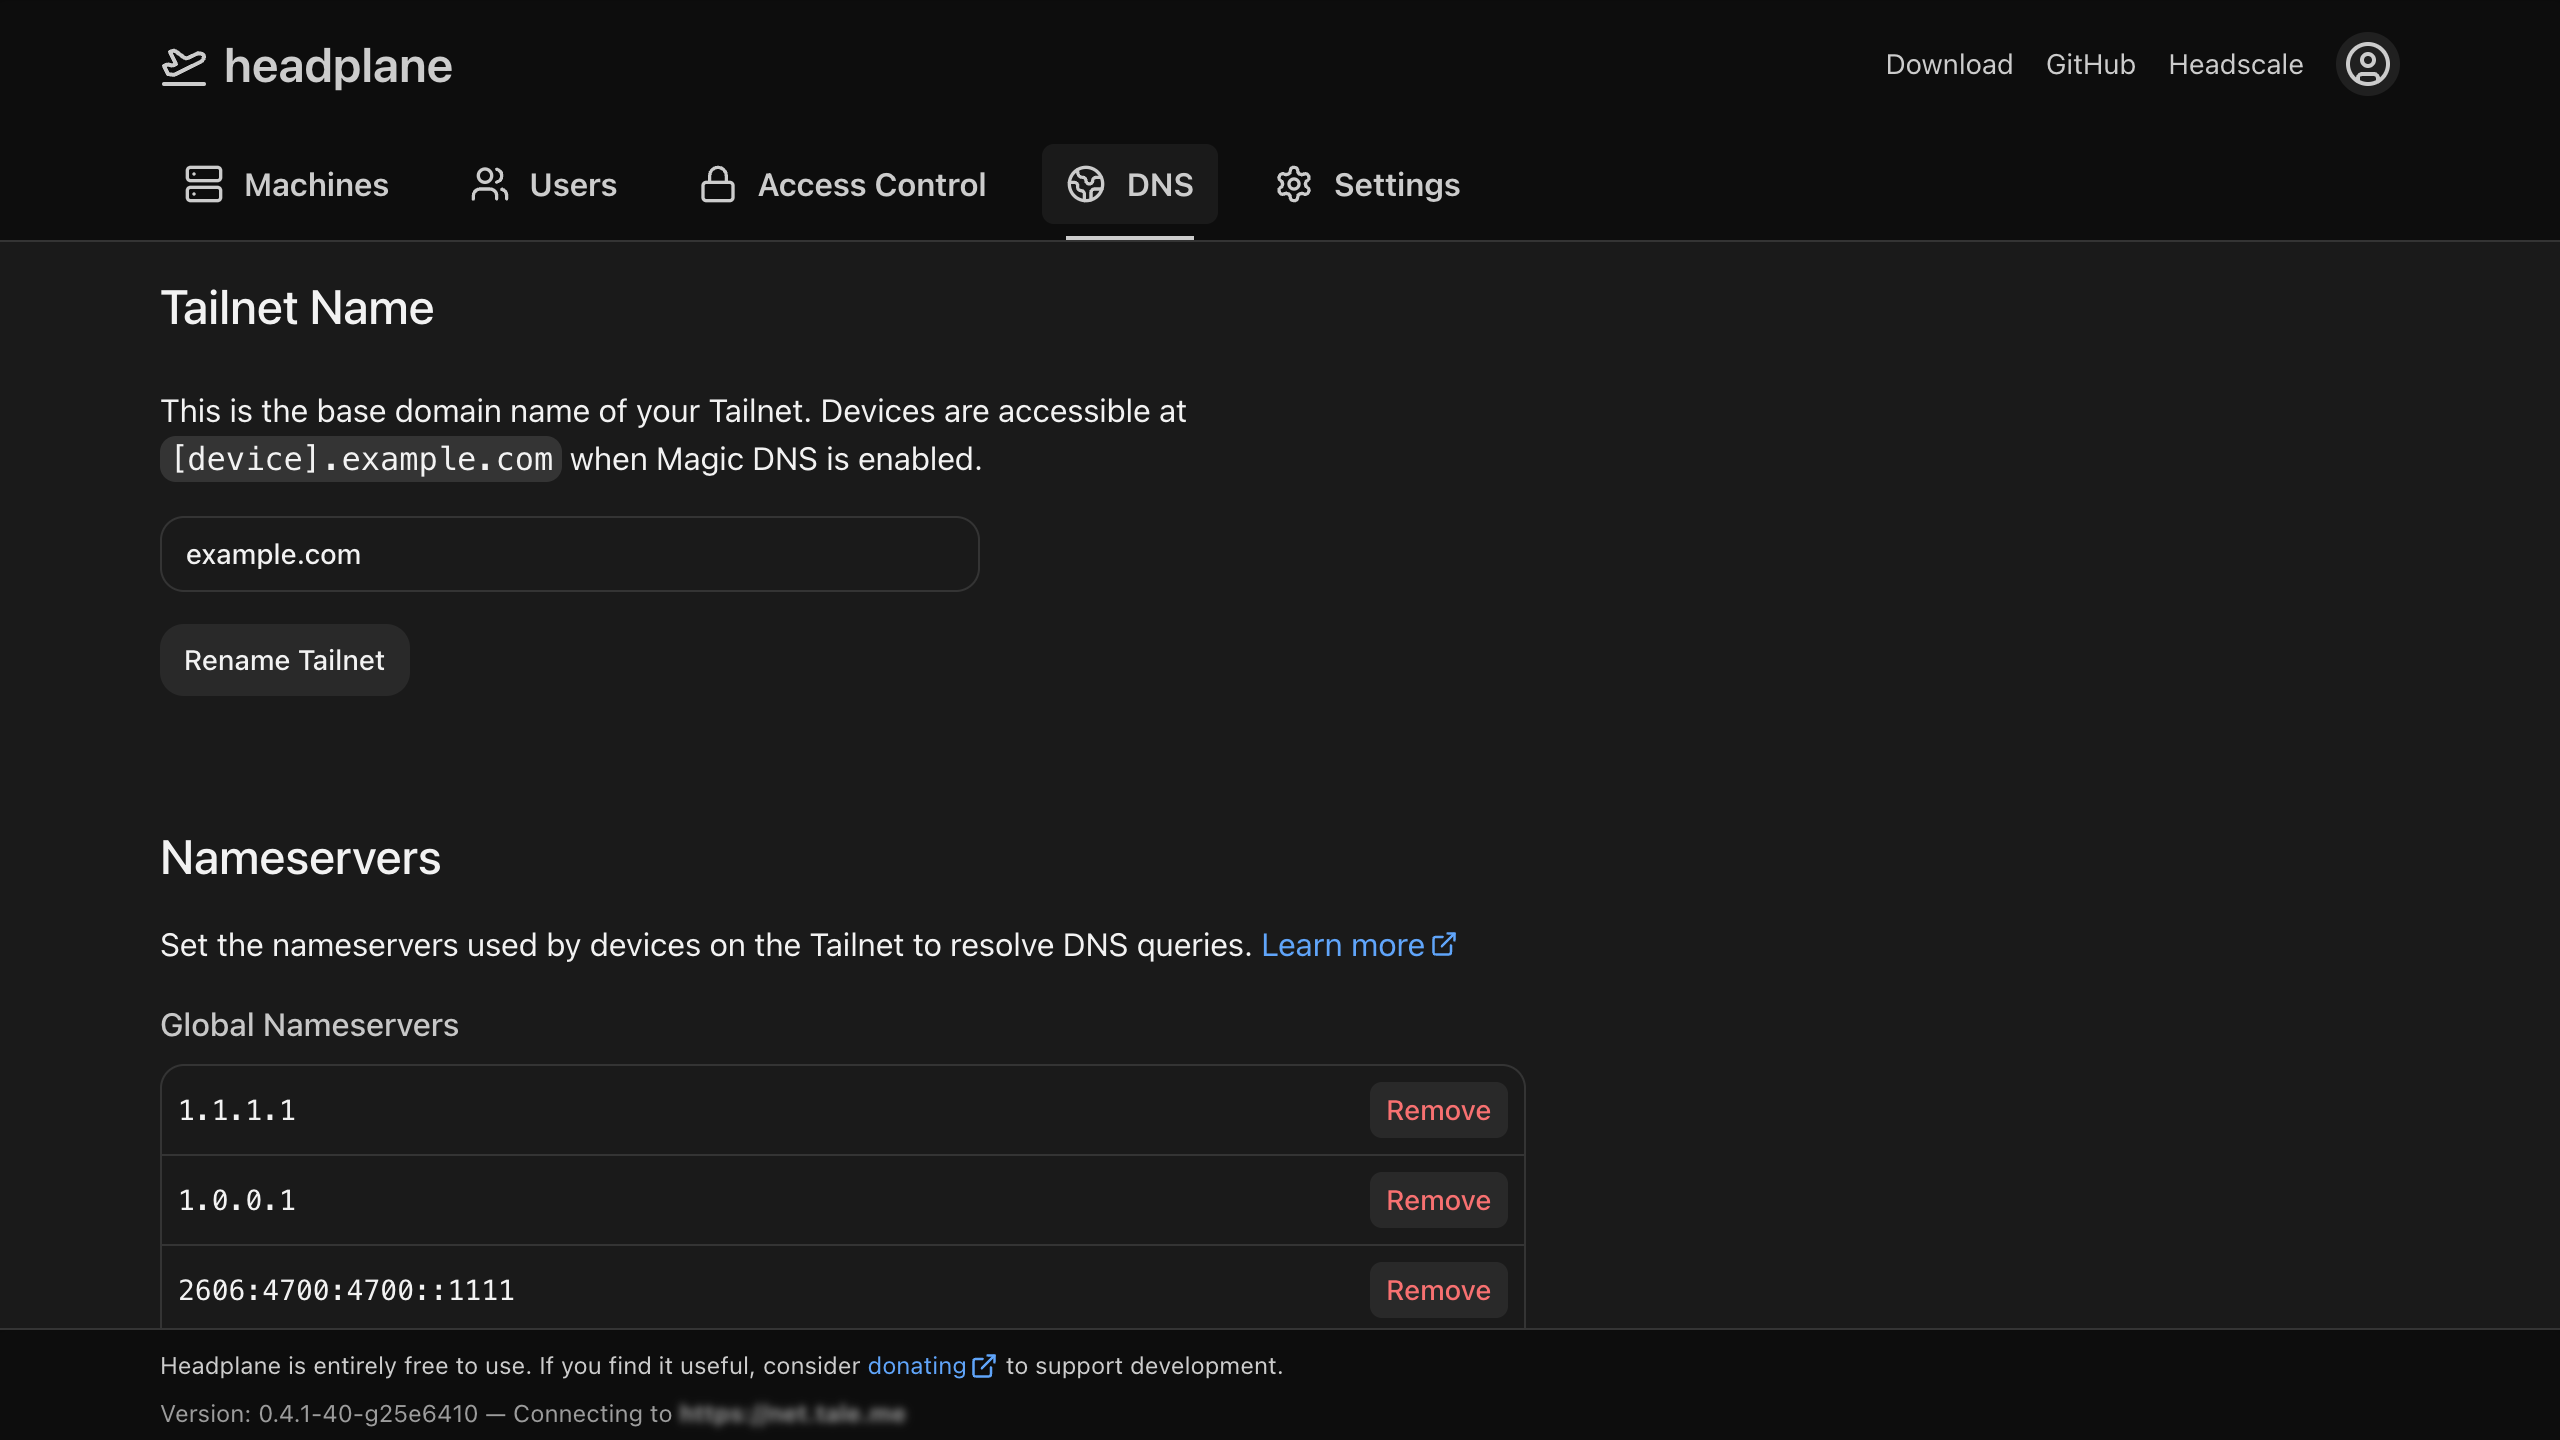 headplane
Download GitHub Headscale
Machines Users Access Control DNS Settings
Tailnet Name
This is the base domain name of your Tailnet. Devices are accessible at
[device].example.com when Magic DNS is enabled.
example.com
Rename Tailnet
Nameservers
Set the nameservers used by devices on the Tailnet to resolve DNS queries. Learn more
Global Nameservers
1.1.1.1 Remove
1.0.0.1 Remove
2606:4700:4700::1111 Remove
Headplane is entirely free to use. If you find it useful, consider donating to support development.
Version: 0.4.1-40-g25e6410 — Connecting to